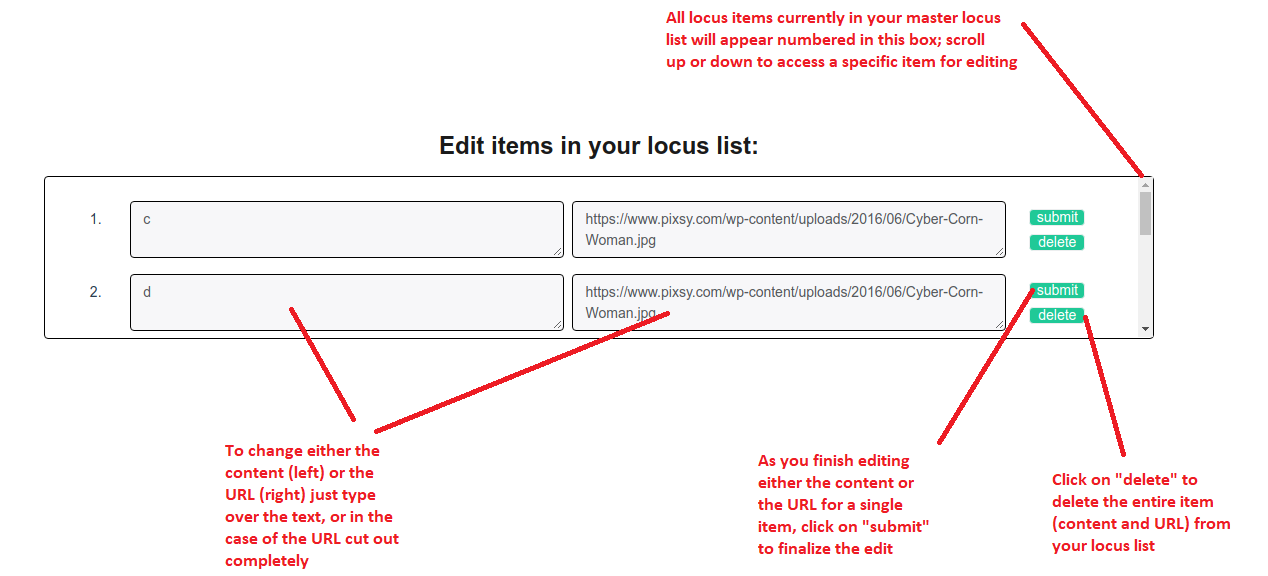 All locus items currently in your master locus
list will appear numbered in this box; scroll
up or down to access a specific item for editing
Edit items in your locus list:
1.
c
https://www.pixsy.com/wp-content/uploads/2016/06/Cyber-Corn-
Woman.jpg
submit
delete
2.
d
https://www.pixsy.com/wp-content/uploads/2016/06/Cyber-Corn-
Woman.jpg
submit
delete
To change either the
content (left) or the
URL (right) just type
over the text, or in the
case of the URL cut out
completely
As you finish editing
either the content or
the URL for a single
item, click on "submit"
to finalize the edit
Click on "delete" to
delete the entire item
(content and URL) from
your locus list